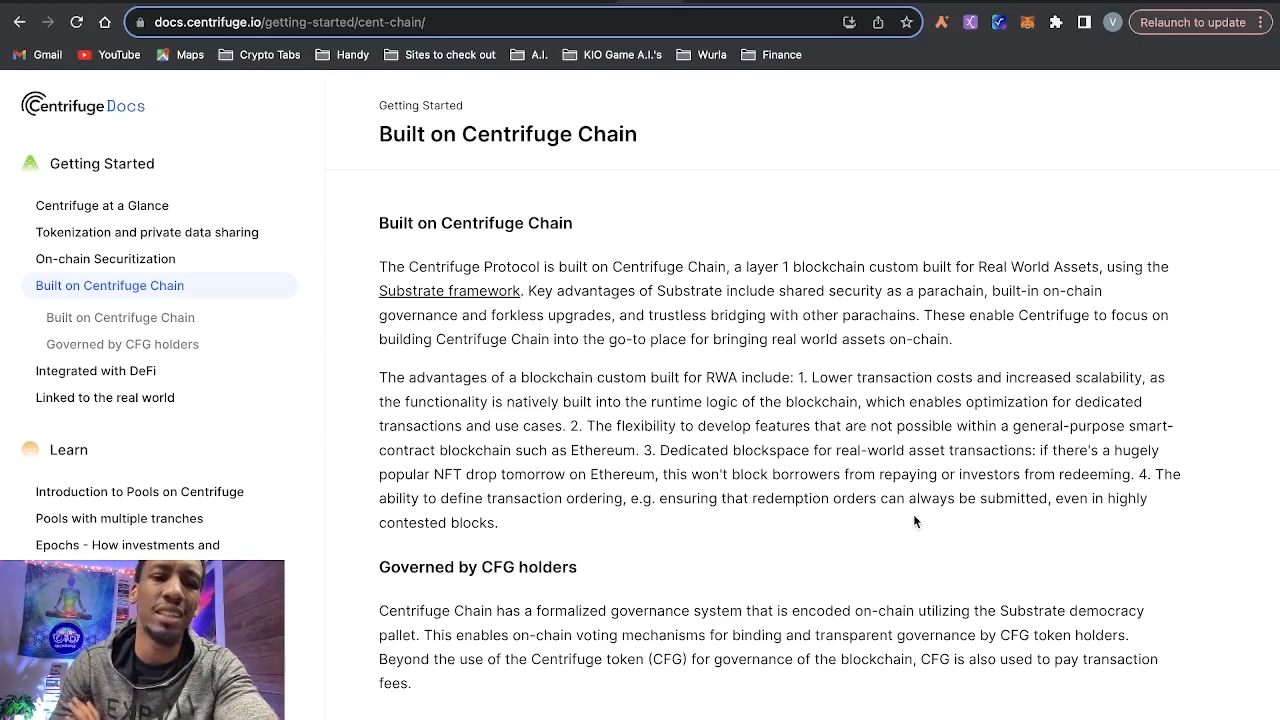 docs.centrifuge.io/getting-started/cent-chain/
V
Relaunch to update
Gmail
YouTube
Maps
Crypto Tabs
Handy
Sites to check out
A.I.
KIO Game A.I.'s
Wurla
Finance
Centrifuge Docs
Getting Started
Centrifuge at a Glance
Tokenization and private data sharing
On-chain Securitization
Built on Centrifuge Chain
Built on Centrifuge Chain
Governed by CFG holders
Integrated with DeFi
Linked to the real world
Learn
Introduction to Pools on Centrifuge
Pools with multiple tranches
Epochs - How investments and
Getting Started
Built on Centrifuge Chain
Built on Centrifuge Chain
The Centrifuge Protocol is built on Centrifuge Chain, a layer 1 blockchain custom built for Real World Assets, using the
Substrate framework. Key advantages of Substrate include shared security as a parachain, built-in on-chain
governance and forkless upgrades, and trustless bridging with other parachains. These enable Centrifuge to focus on
building Centrifuge Chain into the go-to place for bringing real world assets on-chain.
The advantages of a blockchain custom built for RWA include: 1. Lower transaction costs and increased scalability, as
the functionality is natively built into the runtime logic of the blockchain, which enables optimization for dedicated
transactions and use cases. 2. The flexibility to develop features that are not possible within a general-purpose smart-
contract blockchain such as Ethereum. 3. Dedicated blockspace for real-world asset transactions: if there's a hugely
popular NFT drop tomorrow on Ethereum, this won't block borrowers from repaying or investors from redeeming. 4. The
ability to define transaction ordering, e.g. ensuring that redemption orders can always be submitted, even in highly
contested blocks.
Governed by CFG holders
Centrifuge Chain has a formalized governance system that is encoded on-chain utilizing the Substrate democracy
pallet. This enables on-chain voting mechanisms for binding and transparent governance by CFG token holders.
Beyond the use of the Centrifuge token (CFG) for governance of the blockchain, CFG is also used to pay transaction
fees.